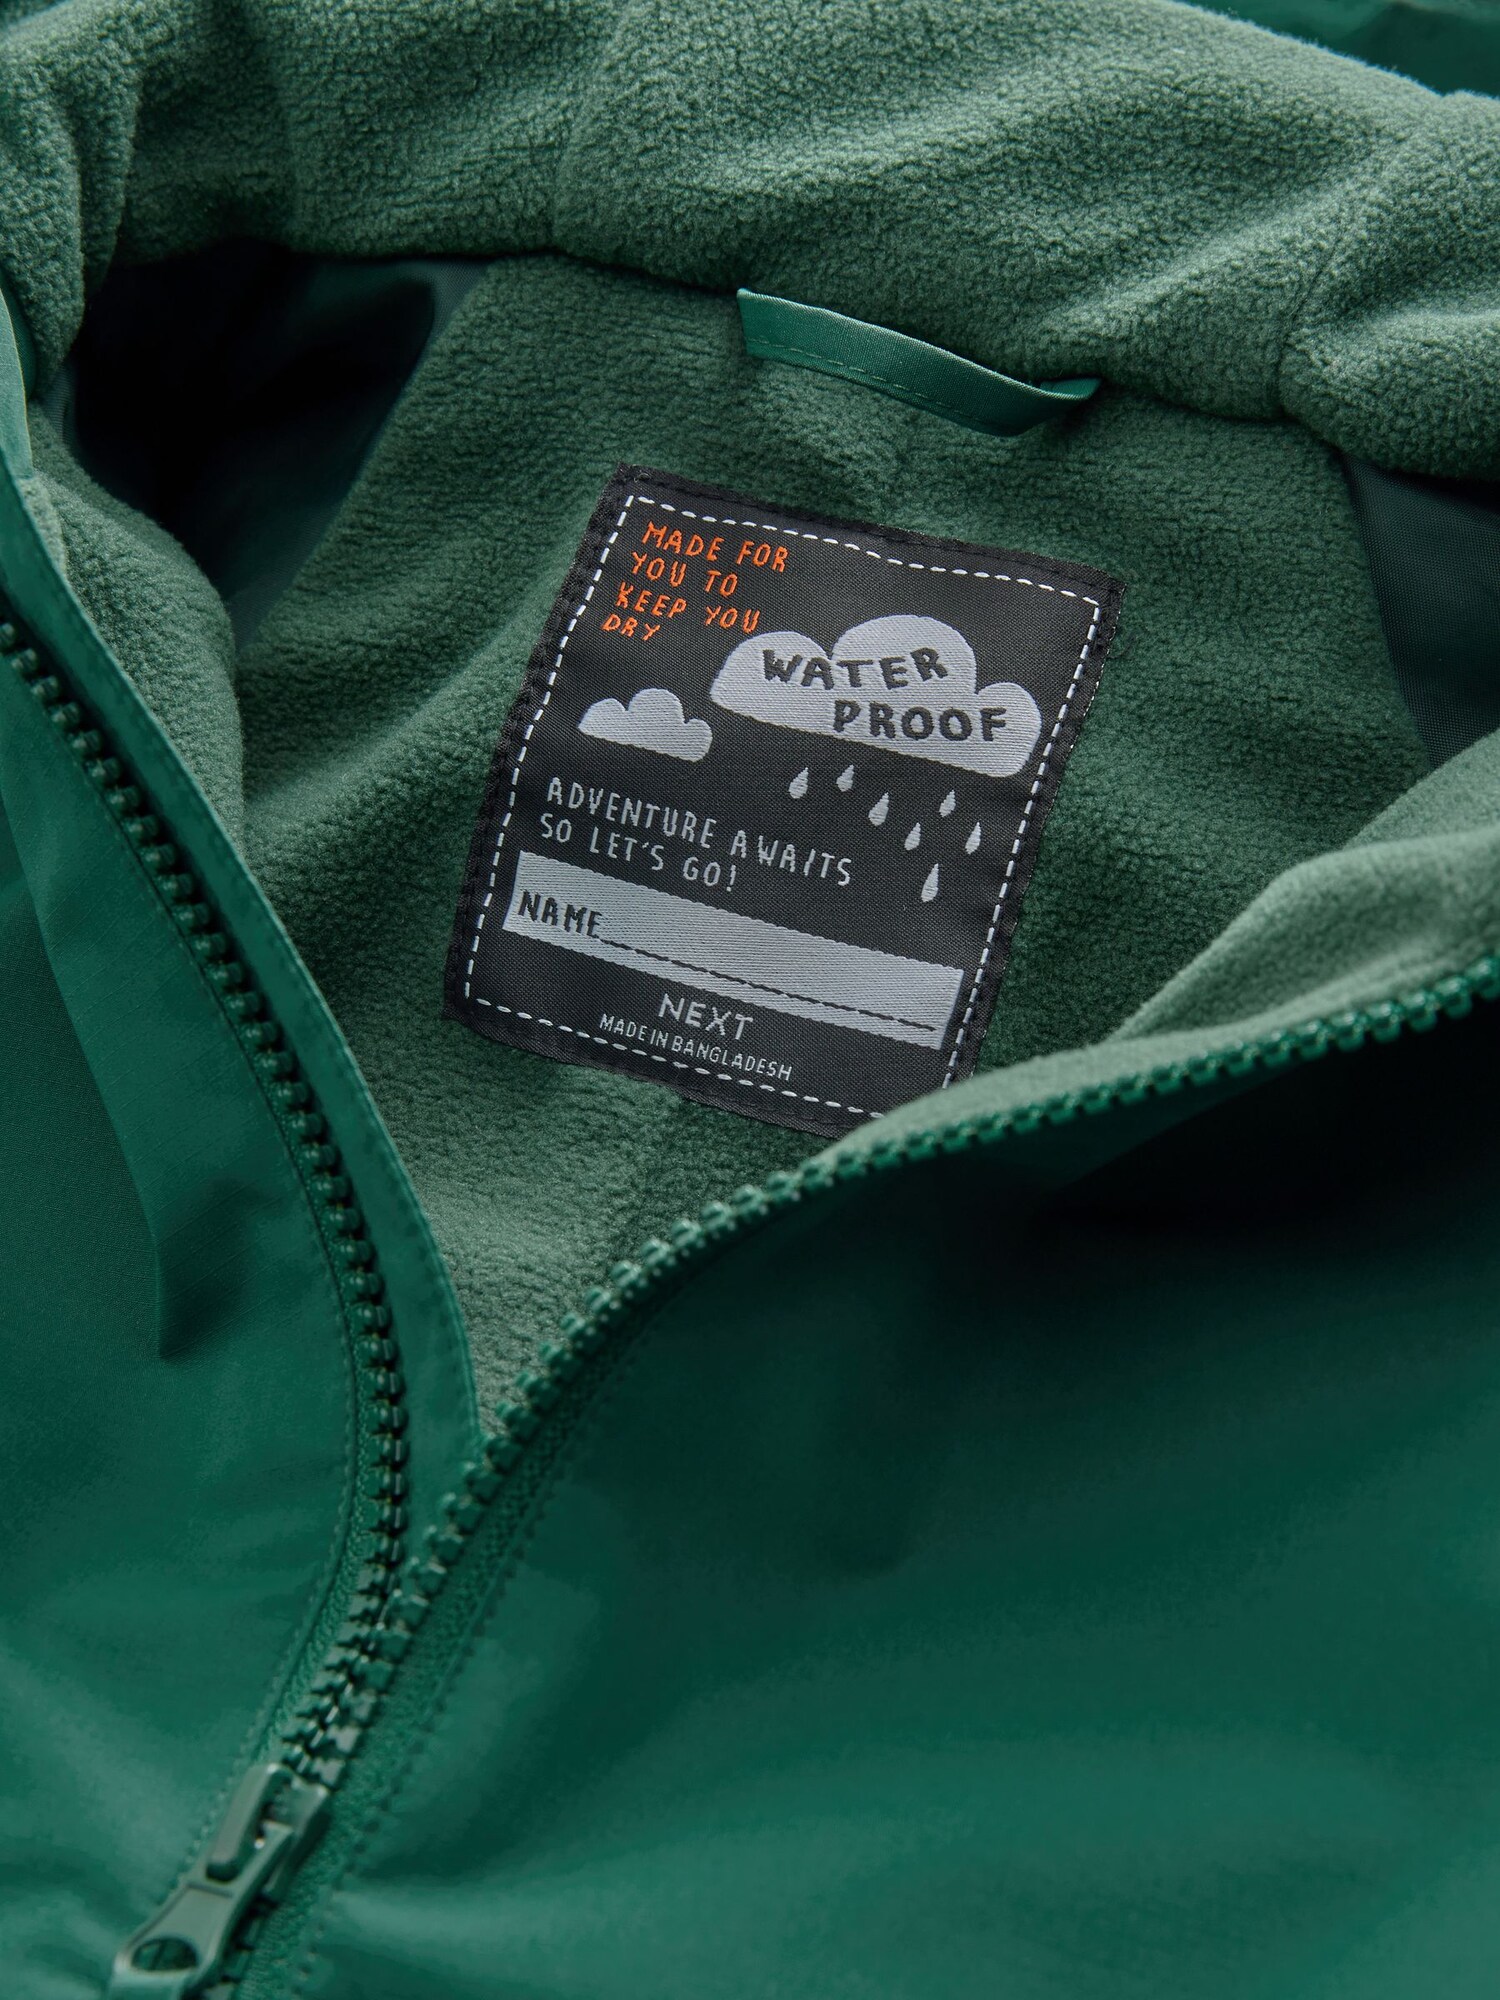 MADE FOR
YOU TO
KEEP YOU
DRY
WATER
PROOF
ADVENTURE AWAITS
SO LET'S GO!
NAME
NEXT
MADE IN BANGLADESH